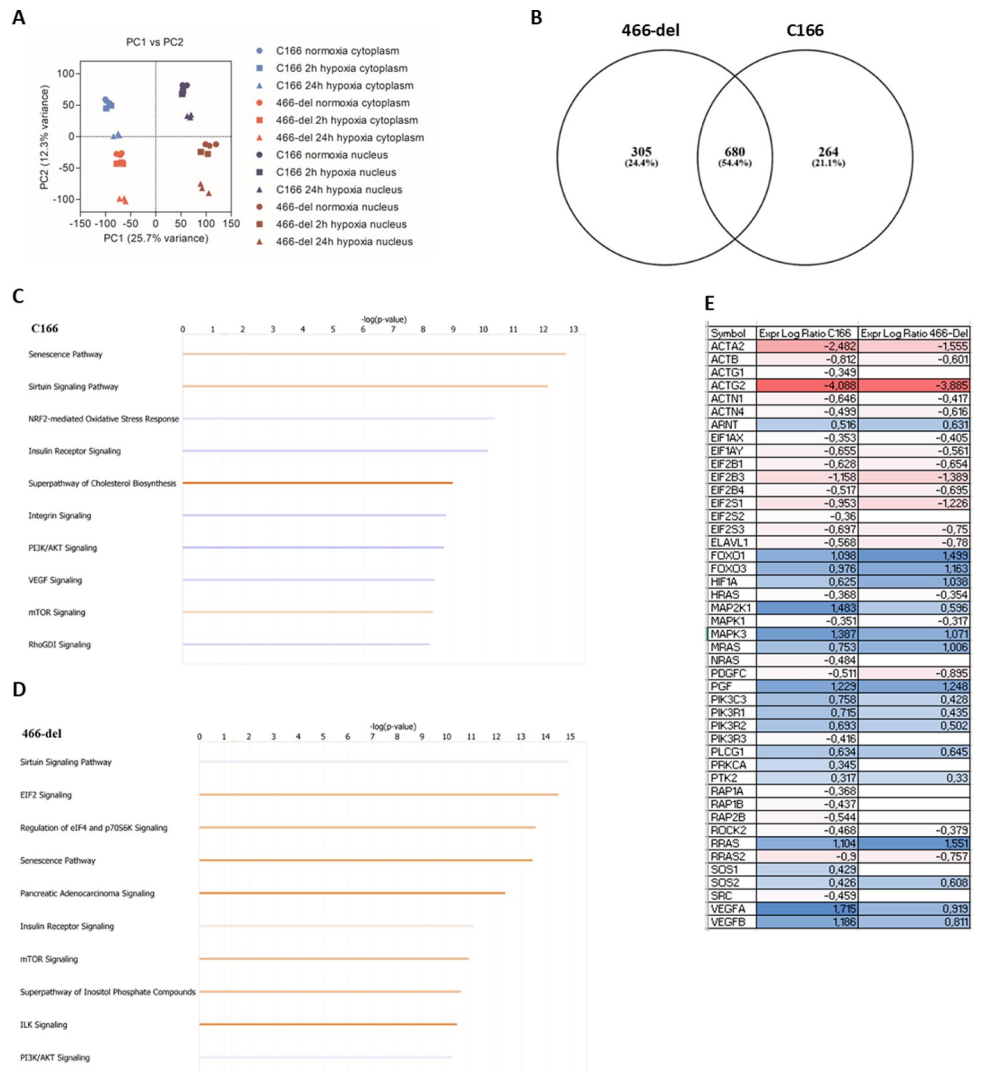 A
PC1 vs PC2
100
50
0
-50
-100
-150 -100 -50 0 50 100 150
PC2 (12.3% variance)
PC1 (25.7% variance)
C166 normoxia cytoplasm
C166 2h hypoxia cytoplasm
C166 24h hypoxia cytoplasm
466-del normoxia cytoplasm
466-del 2h hypoxia cytoplasm
466-del 24h hypoxia cytoplasm
C166 normoxia nucleus
C166 2h hypoxia nucleus
C166 24h hypoxia nucleus
466-del normoxia nucleus
466-del 2h hypoxia nucleus
466-del 24h hypoxia nucleus
B
466-del C166
305 680 264
(24.4%) (54.4%) (21.1%)
C
C166
-log(p-value)
0 1 2 3 4 5 6 7 8 9 10 11 12 13
Senescence Pathway
Sirtuin Signaling Pathway
NRF2-mediated Oxidative Stress Response
Insulin Receptor Signaling
Superpathway of Cholesterol Biosynthesis
Integrin Signaling
PI3K/AKT Signaling
VEGF Signaling
mTOR Signaling
RhoGDI Signaling
D
466-del
-log(p-value)
0 1 2 3 4 5 6 7 8 9 10 11 12 13 14 15
Sirtuin Signaling Pathway
EIF2 Signaling
Regulation of eIF4 and p70S6K Signaling
Senescence Pathway
Pancreatic Adenocarcinoma Signaling
Insulin Receptor Signaling
mTOR Signaling
Superpathway of Inositol Phosphate Compounds
ILK Signaling
PI3K/AKT Signaling
E
Symbol Expr Log Ratio C166 Expr Log Ratio 466-Del
ACTA2 -2,482 -1,555
ACTB -0,812 -0,601
ACTG1 -0,349
ACTG2 -4,088 -3,885
ACTN1 -0,646 -0,417
ACTN4 -0,499 -0,616
ARNT 0,516 0,631
EIF1AX -0,353 -0,405
EIF1AY -0,655 -0,561
EIF2B1 -0,628 -0,654
EIF2B3 -1,158 -1,389
EIF2B4 -0,517 -0,695
EIF2S1 -0,953 -1,226
EIF2S2 -0,36
EIF2S3 -0,697 -0,75
ELAVL1 -0,568 -0,78
FOXO1 1,098 1,499
FOXO3 0,976 1,163
HIF1A 0,625 1,038
HRAS -0,368 -0,354
MAP2K1 1,483 0,596
MAPK1 -0,351 -0,317
MAPK3 1,387 1,071
MRAS 0,753 1,006
NRAS -0,484
PDGFC -0,511 -0,895
PGF 1,229 1,248
PIK3C3 0,758 0,428
PIK3R1 0,715 0,435
PIK3R2 0,693 0,502
PIK3R3 -0,416
PLCG1 0,634 0,645
PRKCA 0,345
PTK2 0,317 0,33
RAP1A -0,368
RAP1B -0,437
RAP2B -0,544
ROCK2 -0,468 -0,379
RRAS 1,104 1,551
RRAS2 -0,9 -0,757
SOS1 0,429
SOS2 0,426 0,608
SRC -0,459
VEGFA 1,715 0,919
VEGFB 1,186 0,811